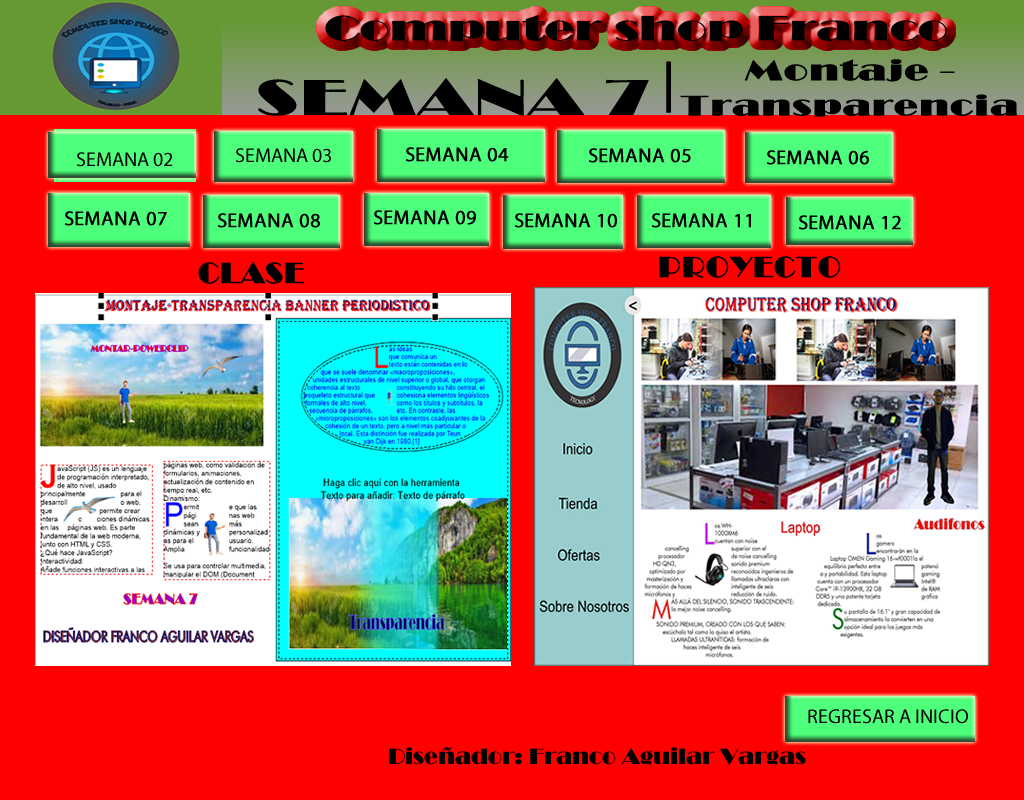 COMPUTER SHOP FRANCO
Computer shop Franco
SEMANA 7
Montaje -
Transparencia
SEMANA 02
SEMANA 03
SEMANA 04
SEMANA 05
SEMANA 06
SEMANA 07
SEMANA 08
SEMANA 09
SEMANA 10
SEMANA 11
SEMANA 12
CLASE
PROYECTO
MONTAJE-TRANSPARENCIA BANNER PERIODISTICO
MONTAR-POWERCLIP
Las ideas
que comunica un
texto están contenidas en lo
que se suele denominar «macroproposiciones»,
unidades estructurales de nivel superior o global, que otorgan
coherencia al texto constituyendo su hilo central, el
esqueleto estructural que cohesiona elementos lingüísticos
formales de alto nivel, como los títulos y subtítulos, la
secuencia de párrafos, etc. En contraste, las
«microproposiciones» son los elementos coadyuvantes de la
cohesión de un texto, pero a nivel más particular o
local. Esta distinción fue realizada por Teun
van Dijk en 1980.[1]
JavaScript (JS) es un lenguaje
de programación interpretado,
de alto nivel, usado
principalmente para el
desarroll o web,
que permite crear
intera c ciones dinámicas
en las páginas web. Es parte
fundamental de la web moderna,
junto con HTML y CSS.
¿Qué hace JavaScript?
Interactividad:
Añade funciones interactivas a las
páginas web, como validación de
formularios, animaciones,
actualización de contenido en
tiempo real, etc.
Dinamismo:
Permit e que las
pági nas web
sean más
dinámicas y personalizad
es para el usuario.
Amplia funcionalidad
Se usa para controlar multimedia,
manipular el DOM (Document
Haga clic aquí con la herramienta
Texto para añadir Texto de párrafo
Transparencia
SEMANA 7
DISEÑADOR FRANCO AGUILAR VARGAS
<
COMPUTER SHOP FRANCO
TECNOLOGY
Inicio
Tienda
Ofertas
Sobre Nosotros
Laptop
Audifonos
Los WH-
1000XM6
cuentan con nuestro
cancelling superior con el
procesador de noise cancelling
HD QN3, sonido premium
optimizado por reconocidos ingenieros de
masterización y llamadas ultraclaras con
formación de haces inteligente de seis
micrófonos y reducción de ruido.
MÁS ALLÁ DEL SILENCIO, SONIDO TRASCENDENTE:
la mejor noise cancelling.
SONIDO PREMIUM, CREADO CON LOS QUE SABEN:
escúchalo tal como lo quiso el artista.
LLAMADAS ULTRANÍTIDAS: formación de
haces inteligente de seis
micrófonos.
Los
gamers
encontrarán en la
Laptop OMEN Gaming 16-wf0001la el
equilibrio perfecto entre potenci
a y portabilidad. Esta laptop gaming
cuenta con un procesador Intel®
Core™ i9-13900HX, 32 GB de RAM
DDR5 y una potente tarjeta gráfica
dedicada.
Su pantalla de 16.1" y gran capacidad de
almacenamiento la convierten en una
opción ideal para los juegos más
exigentes.
REGRESAR A INICIO
Diseñador: Franco Aguilar Vargas